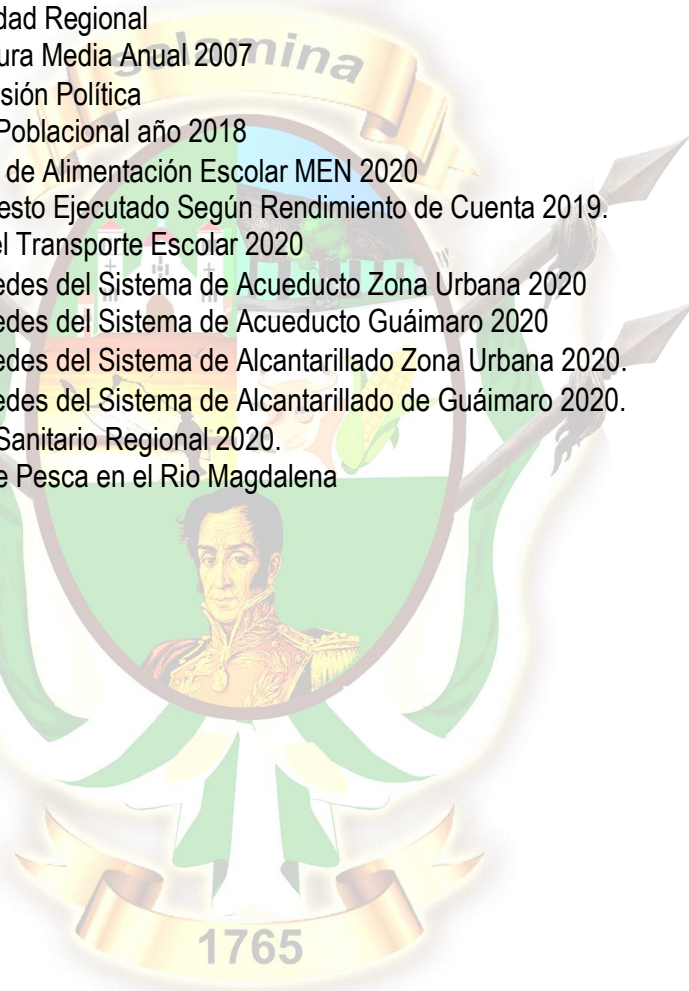 dad Regional
ura Media Anual 2007
salamina
sión Política
Poblacional año 2018
de Alimentación Escolar MEN 2020
esto Ejecutado Según Rendimiento de Cuenta 2019.
el Transporte Escolar 2020
edes del Sistema de Acueducto Zona Urbana 2020
edes del Sistema de Acueducto Guáimaro 2020
edes del Sistema de Alcantarillado Zona Urbana 2020.
edes del Sistema de Alcantarillado de Guáimaro 2020.
Sanitario Regional 2020.
e Pesca en el Rio Magdalena
1765